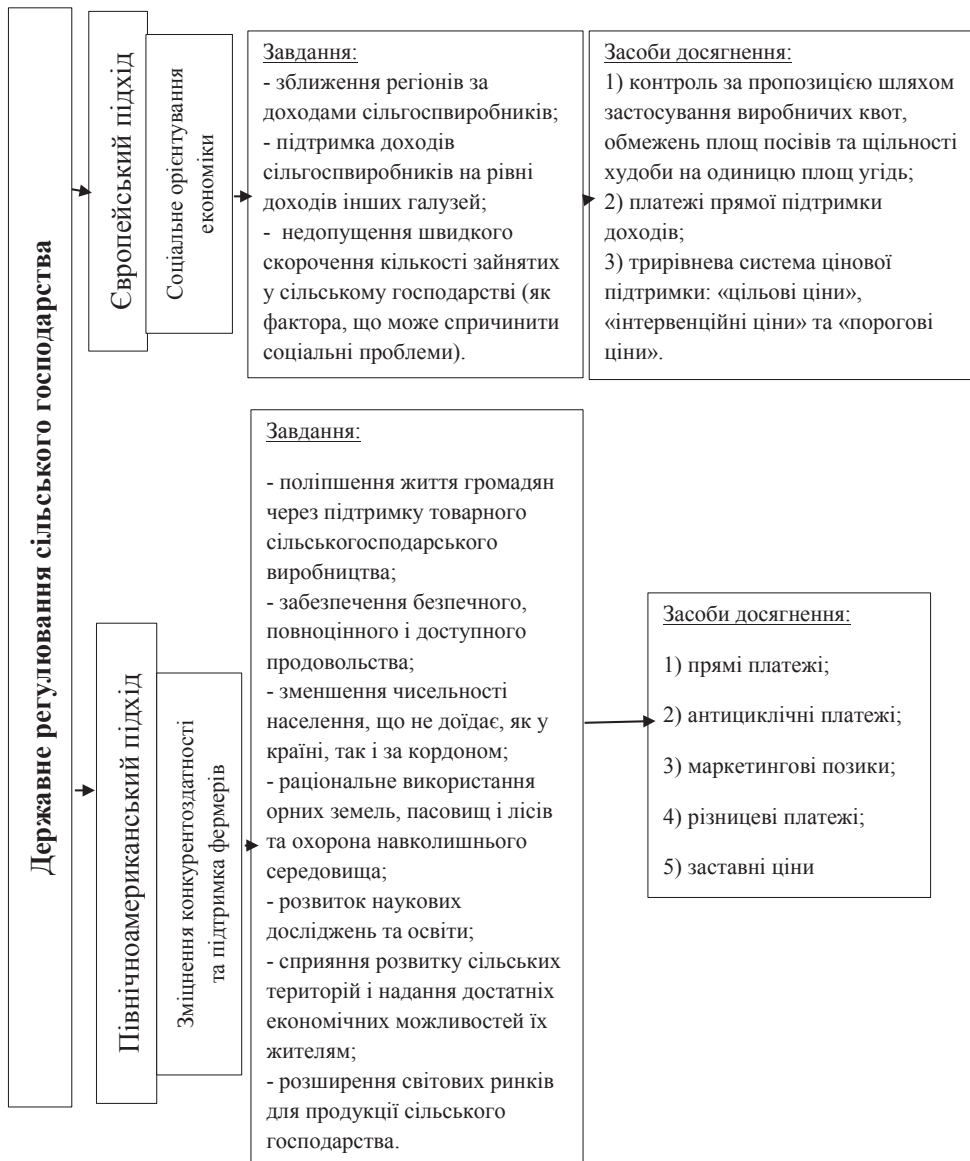 Державне регулювання сільського господарства
Європейський підхід
Соціальне орієнтування
економіки
Завдання:
- зближення регіонів за
доходами сільгоспвиробників;
- підтримка доходів
сільгоспвиробників на рівні
доходів інших галузей;
- недопущення швидкого
скорочення кількості зайнятих
у сільському господарстві (як
фактора, що може спричинити
соціальні проблеми).
Засоби досягнення:
1) контроль за пропозицією шляхом
застосування виробничих квот,
обмежень площ посівів та щільності
худоби на одиницю площ угідь;
2) платежі прямої підтримки
доходів;
3) трирівнева система цінової
підтримки: «цільові ціни»,
«інтервенційні ціни» та «порогові
ціни».
Північноамериканський підхід
Зміцнення конкурентоздатності
та підтримка фермерів
Завдання:
- поліпшення життя громадян
через підтримку товарного
сільськогосподарського
виробництва;
- забезпечення безпечного,
повноцінного і доступного
продовольства;
- зменшення чисельності
населення, що не доїдає, як у
країні, так і за кордоном;
- раціональне використання
орних земель, пасовищ і лісів
та охорона навколишнього
середовища;
- розвиток наукових
досліджень та освіти;
- сприяння розвитку сільських
територій і надання достатніх
економічних можливостей їх
жителям;
- розширення світових ринків
для продукції сільського
господарства.
Засоби досягнення:
1) прямі платежі;
2) антициклічні платежі;
3) маркетингові позики;
4) різницеві платежі;
5) заставні ціни